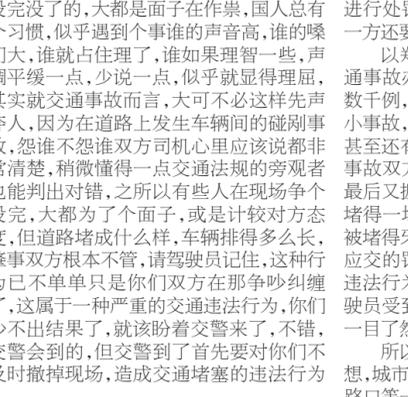 没完没了的,大都是面子在作祟,国人总有
个习惯,似乎遇到个事谁的声音高,谁的嗓
门大,谁就占住理了,谁如果理智一些,声
调平缓一点,少说一点,似乎就显得理屈,
其实就交通事故而言,大可不必这样先声
夺人,因为在道路上发生车辆间的碰剐事
故,怨谁不怨谁双方司机心里应该说都非
常清楚,稍微懂得一点交通法规的旁观者
也能判出对错,之所以有些人在现场争个
没完,大都为了个面子,或是计较对方态
度,但道路堵成什么样,车辆排得多么长,
肇事双方根本不管,请驾驶员记住,这种行
为已不单单只是你们双方在那争吵纠缠
了,这属于一种严重的交通违法行为,你们
吵不出结果了,就该盼着交警来了,不错,
交警会到的,但交警到了首先要对你们不
及时撤掉现场,造成交通堵塞的违法行为
进行处罚
一方还要
以
通事故
数千例,
小事故,
甚至还
事故双方
最后又
堵得一
被堵得
应交的
违法行为
驶员受到
一目了然
所以
想,城市
路口等